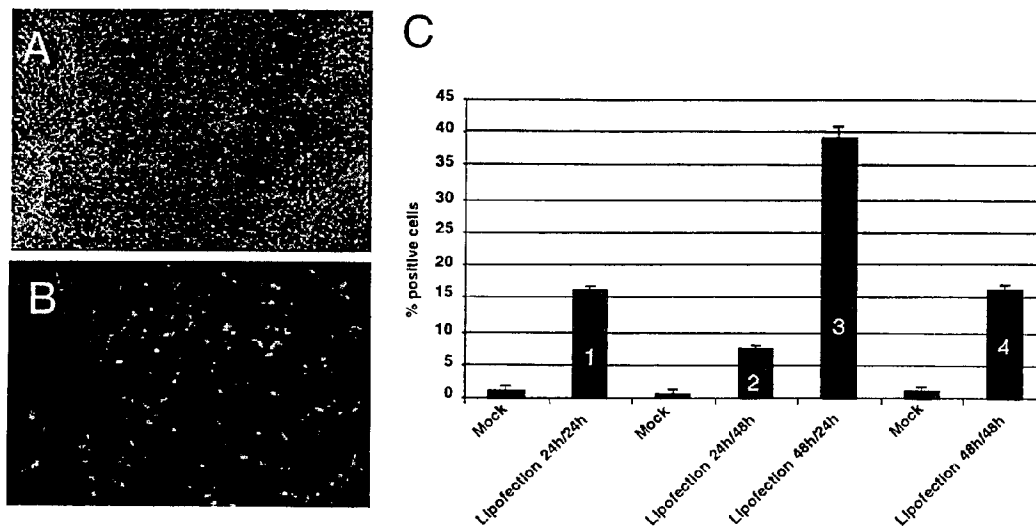 A
B
C
% positive cells
45
40
35
30
25
20
15
10
5
0
1
2
3
4
Mock
Lipofection 24h/24h
Mock
Lipofection 24h/48h
Lipofection 48h/24h
Mock
Lipofection 48h/48h